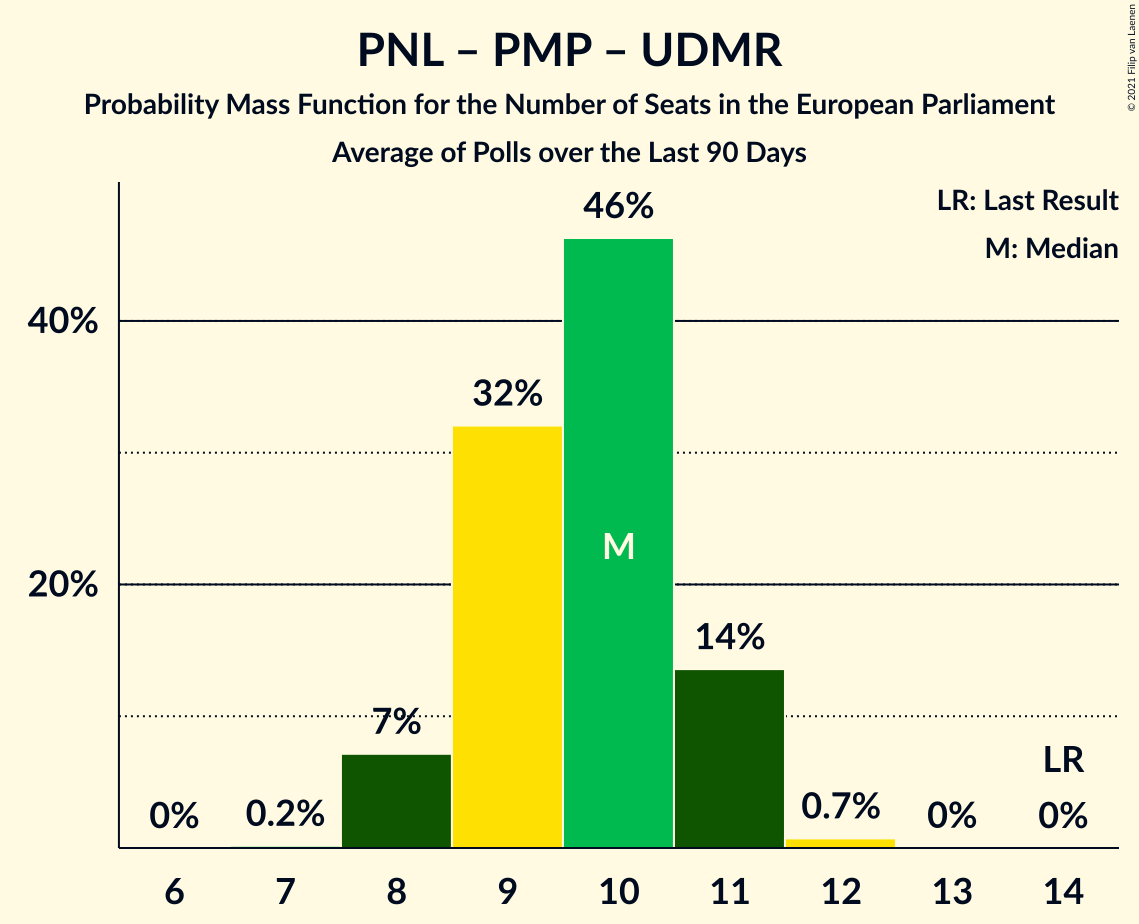 PNL – PMP – UDMR
Probability Mass Function for the Number of Seats in the European Parliament
Average of Polls over the Last 90 Days
© 2021 Filip van Laenen
LR: Last Result
M: Median
46%
40%
32%
M
20%
14%
7%
LR
0%
0.2%
0.7%
0%
0%
6 7 8 9 10 11 12 13 14